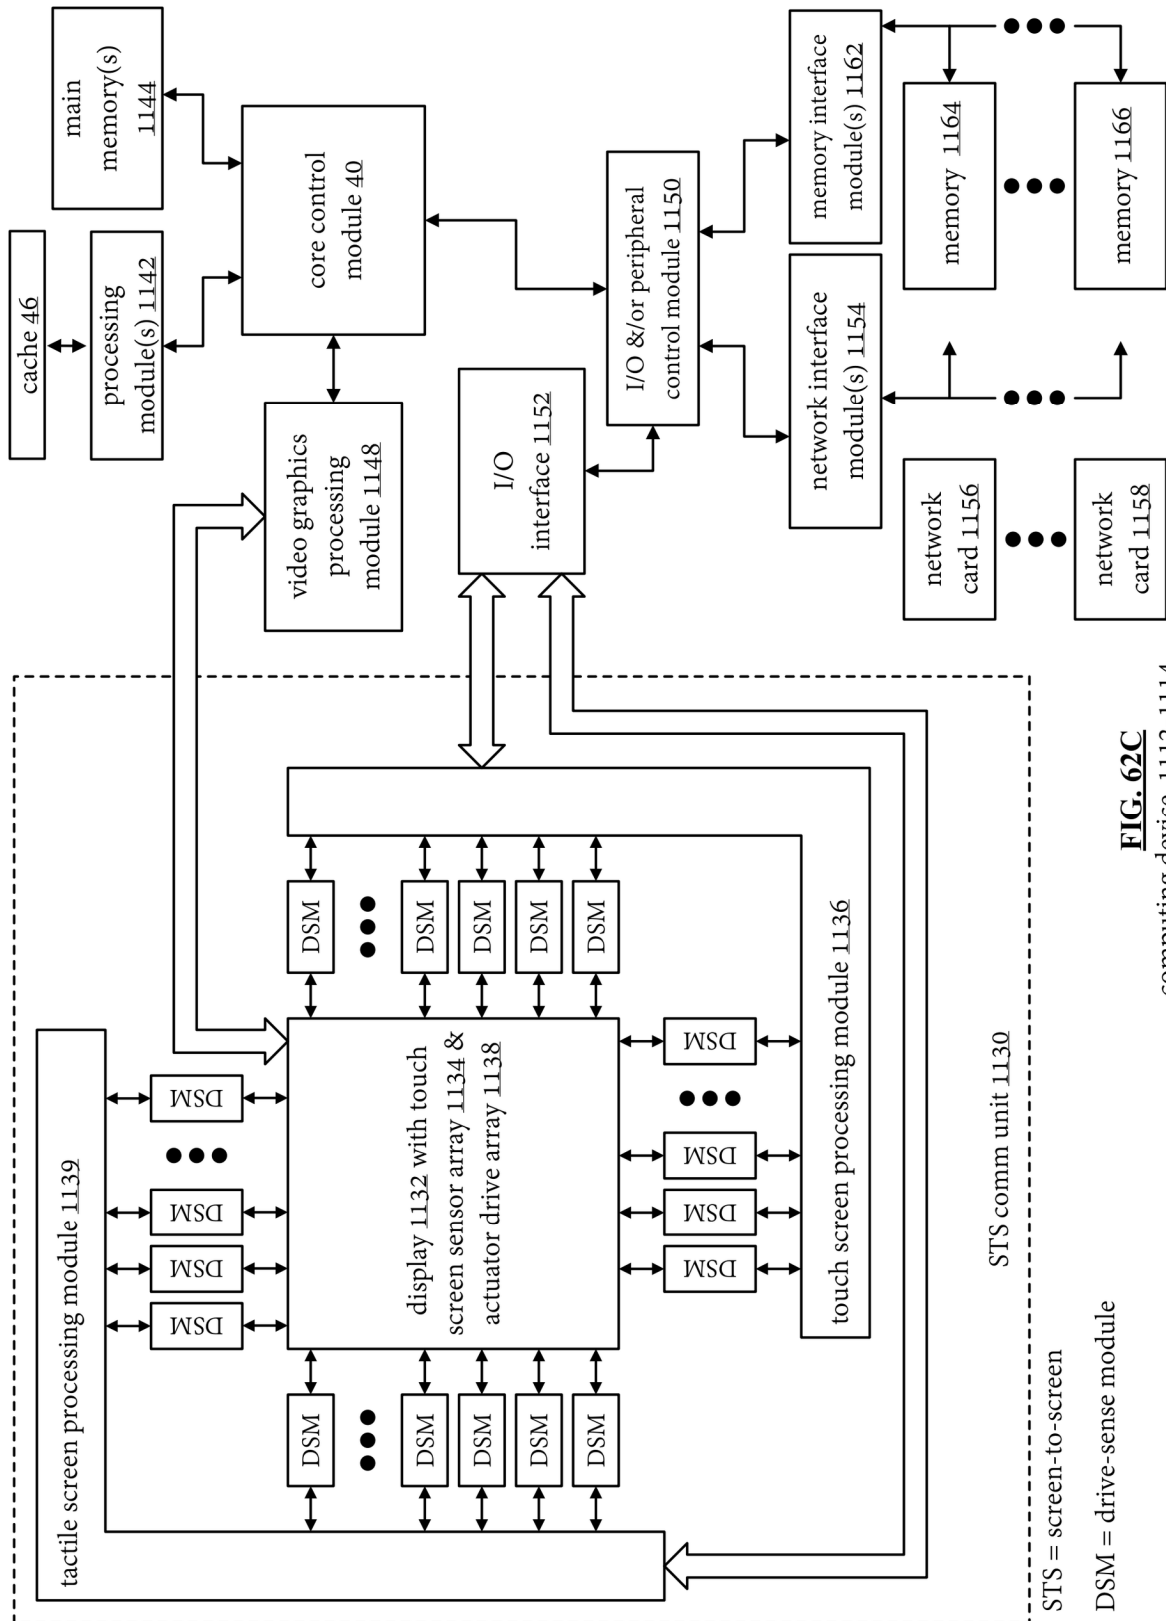 cache 46
main
memory(s)
1144
processing
module(s) 1142
core control
module 40
video graphics
processing
module 1148
I/O
interface 1152
I/O &/or peripheral
control module 1150
memory interface
module(s) 1162
network interface
module(s) 1154
memory 1164
memory 1166
network
card 1156
network
card 1158
tactile screen processing module 1139
DSM
DSM
DSM
DSM
DSM
DSM
DSM
DSM
DSM
display 1132 with touch
screen sensor array 1134 &
actuator drive array 1138
DSM
DSM
DSM
DSM
DSM
DSM
DSM
DSM
DSM
touch screen processing module 1136
STS comm unit 1130
STS = screen-to-screen
DSM = drive-sense module
FIG. 62C
computing device